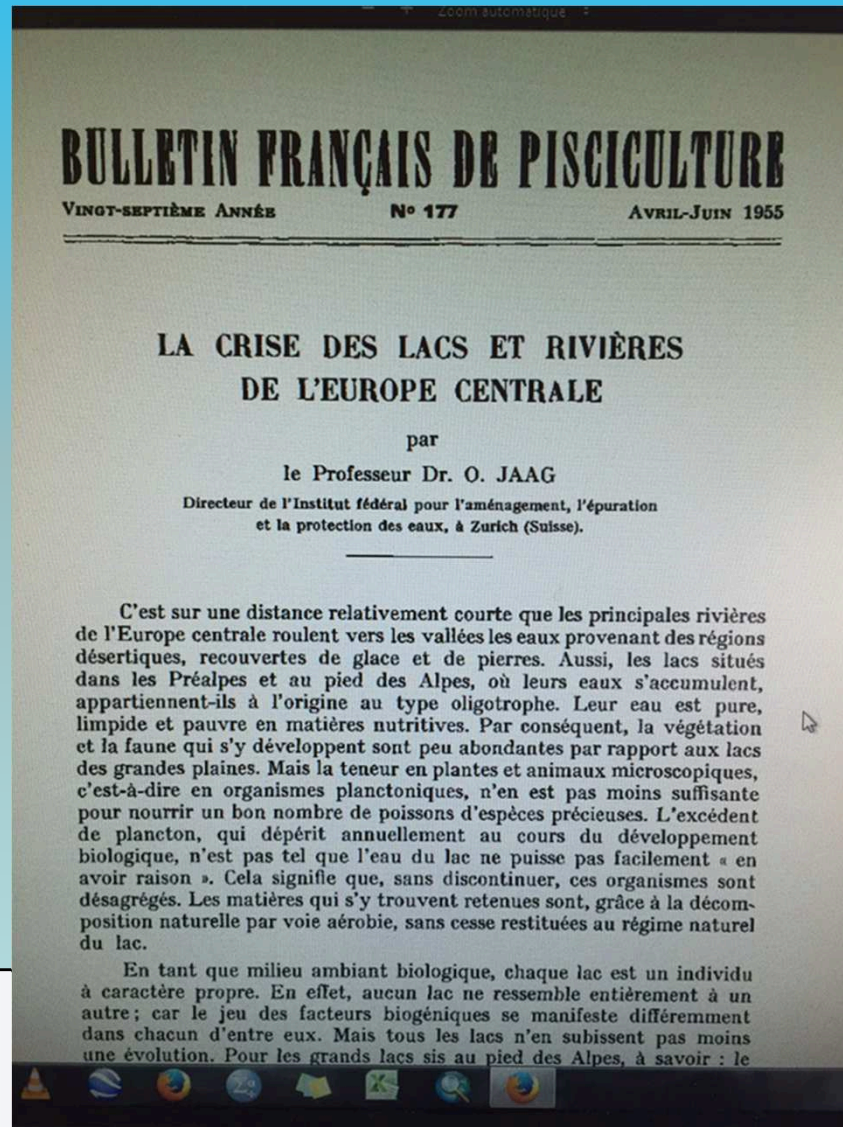 Zoom automatique
BULLETIN FRANÇAIS DE PISCICULTURE
VINGT-SEPTIÈME ANNÉE N° 177 AVRIL-JUIN 1955
LA CRISE DES LACS ET RIVIÈRES
DE L'EUROPE CENTRALE
par
le Professeur Dr. O. JAAG
Directeur de l'Institut fédéral pour l'aménagement, l'épuration
et la protection des eaux, à Zurich (Suisse).
C'est sur une distance relativement courte que les principales rivières
de l'Europe centrale roulent vers les vallées les eaux provenant des régions
désertiques, recouvertes de glace et de pierres. Aussi, les lacs situés
dans les Préalpes et au pied des Alpes, où leurs eaux s'accumulent,
appartiennent-ils à l'origine au type oligotrophe. Leur eau est pure,
limpide et pauvre en matières nutritives. Par conséquent, la végétation
et la faune qui s'y développent sont peu abondantes par rapport aux lacs
des grandes plaines. Mais la teneur en plantes et animaux microscopiques,
c'est-à-dire en organismes planctoniques, n'en est pas moins suffisante
pour nourrir un bon nombre de poissons d'espèces précieuses. L'excédent
de plancton, qui dépérit annuellement au cours du développement
biologique, n'est pas tel que l'eau du lac ne puisse pas facilement « en
avoir raison ». Cela signifie que, sans discontinuer, ces organismes sont
désagrégés. Les matières qui s'y trouvent retenues sont, grâce à la décom-
position naturelle par voie aérobie, sans cesse restituées au régime naturel
du lac.
En tant que milieu ambiant biologique, chaque lac est un individu
à caractère propre. En effet, aucun lac ne ressemble entièrement à un
autre ; car le jeu des facteurs biogéniques se manifeste différemment
dans chacun d'entre eux. Mais tous les lacs n'en subissent pas moins
une évolution. Pour les grands lacs sis au pied des Alpes, à savoir : le